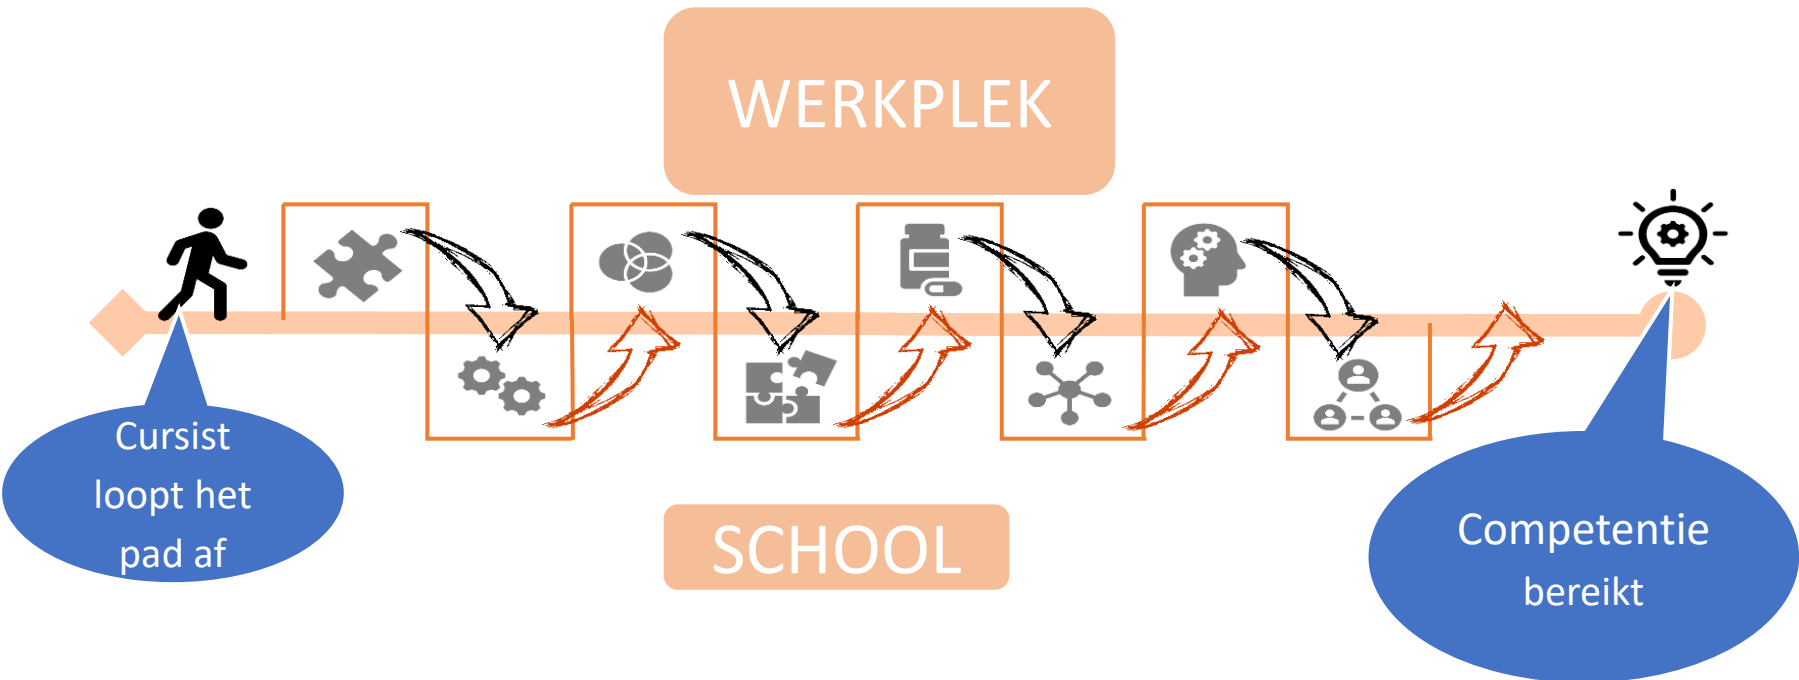 WERKPLEK
Cursist
loopt het
pad af
SCHOOL
Competentie
bereikt